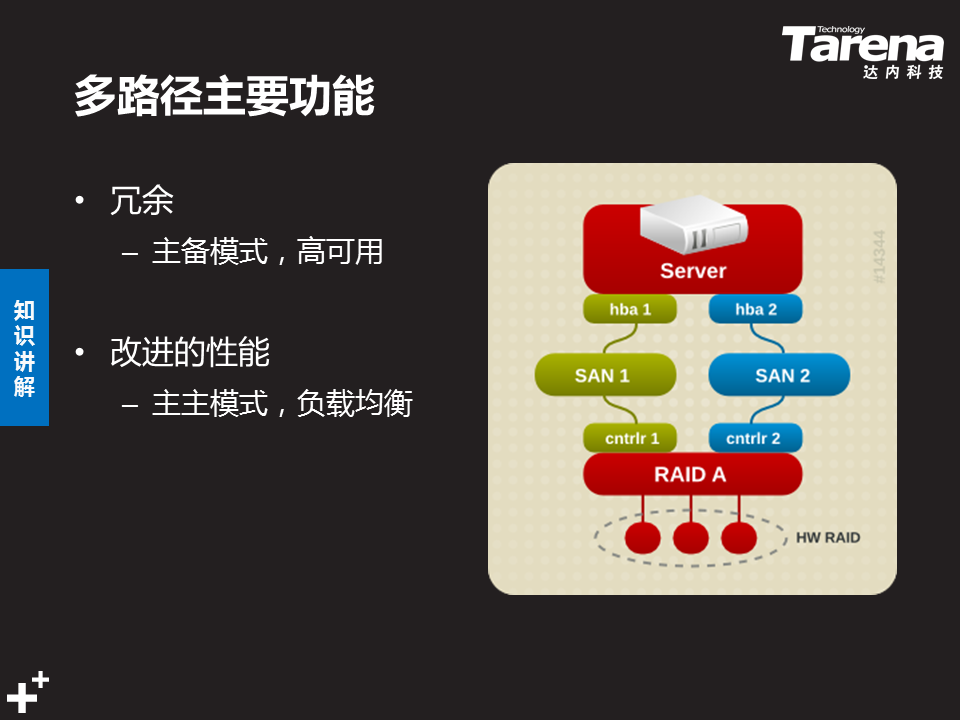 Technology
Tarena
达内科技
多路径主要功能
• 冗余
– 主备模式，高可用
• 改进的性能
– 主主模式，负载均衡
知识讲解
Server
hba 1
hba 2
SAN 1
SAN 2
cntrlr 1
cntrlr 2
RAID A
HW RAID
#14344